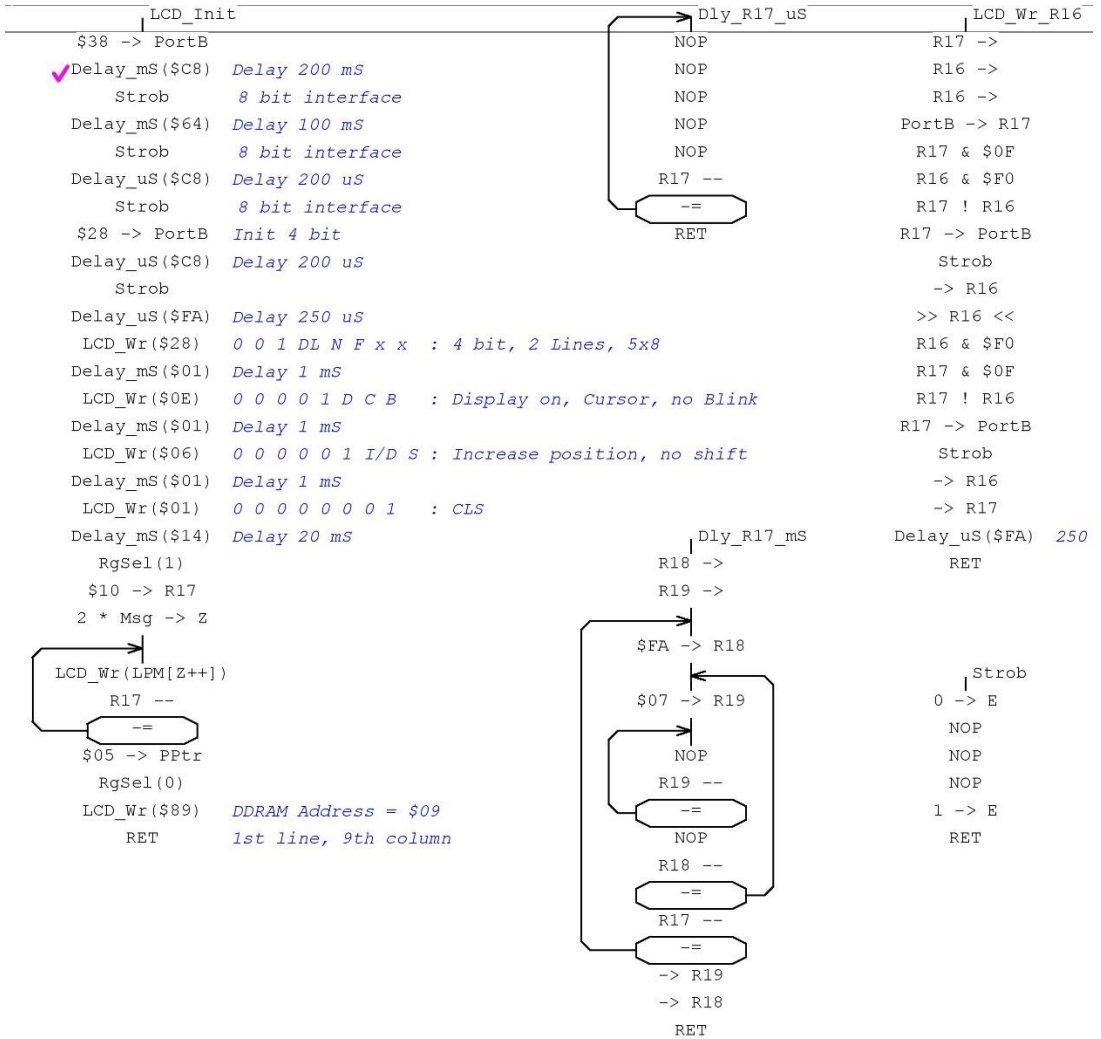 LCD_Init
$38 -> PortB
Delay_mS($C8) Delay 200 mS
Strob 8 bit interface
Delay_mS($64) Delay 100 mS
Strob 8 bit interface
Delay_uS($C8) Delay 200 uS
Strob 8 bit interface
$28 -> PortB Init 4 bit
Delay_uS($C8) Delay 200 uS
Strob
Delay_uS($FA) Delay 250 uS
LCD_Wr($28) 0 0 1 DL N F x x : 4 bit, 2 Lines, 5x8
Delay_mS($01) Delay 1 mS
LCD_Wr($0E) 0 0 0 0 1 D C B : Display on, Cursor, no Blink
Delay_mS($01) Delay 1 mS
LCD_Wr($06) 0 0 0 0 0 1 I/D S : Increase position, no shift
Delay_mS($01) Delay 1 mS
LCD_Wr($01) 0 0 0 0 0 0 0 1 : CLS
Delay_mS($14) Delay 20 mS
RgSel(1)
$10 -> R17
2 * Msg -> Z
LCD_Wr(LPM[Z++])
R17 --
-=
$05 -> PPtr
RgSel(0)
LCD_Wr($89) DDRAM Address = $09
RET 1st line, 9th column
Dly_R17_uS
NOP
NOP
NOP
NOP
NOP
R17 --
-=
RET
Dly_R17_mS
R18 ->
R19 ->
$FA -> R18
$07 -> R19
NOP
R19 --
-=
NOP
R18 --
-=
R17 --
-=
-> R19
-> R18
RET
LCD_Wr_R16
R17 ->
R16 ->
R16 ->
PortB -> R17
R17 & $0F
R16 & $F0
R17 ! R16
R17 -> PortB
Strob
-> R16
>> R16 <<
R16 & $F0
R17 & $0F
R17 ! R16
R17 -> PortB
Strob
-> R16
-> R17
Delay_uS($FA) 250
RET
Strob
0 -> E
NOP
NOP
NOP
1 -> E
RET